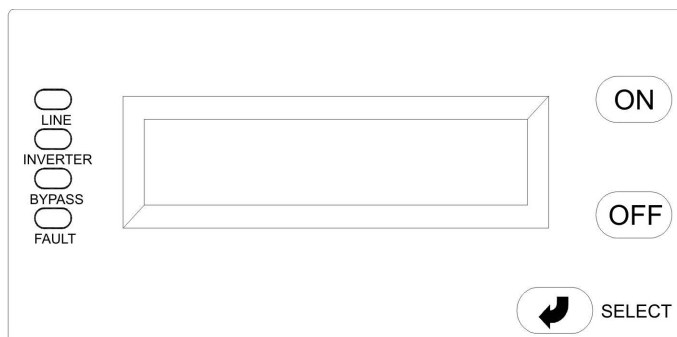 LINE
INVERTER
BYPASS
FAULT
ON
OFF
SELECT